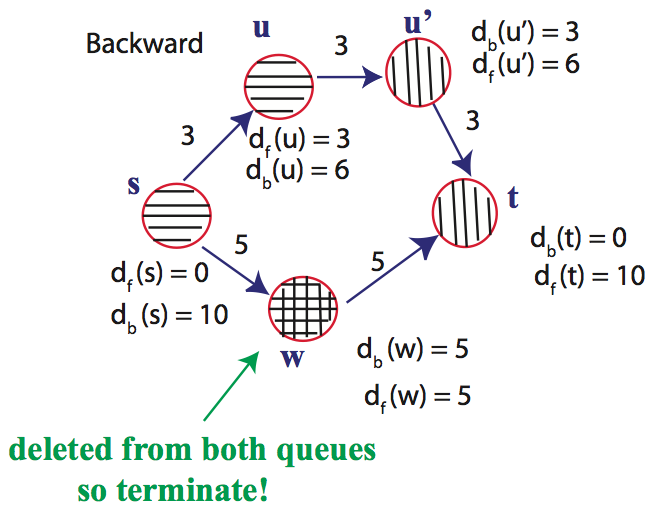 Backward
u
3
u'
d_b(u') = 3
d_f(u') = 6
3
d_f(u) = 3
d_b(u) = 6
3
s
t
5
5
d_b(t) = 0
d_f(t) = 10
d_f(s) = 0
d_b(s) = 10
w
d_b(w) = 5
d_f(w) = 5
deleted from both queues
so terminate!